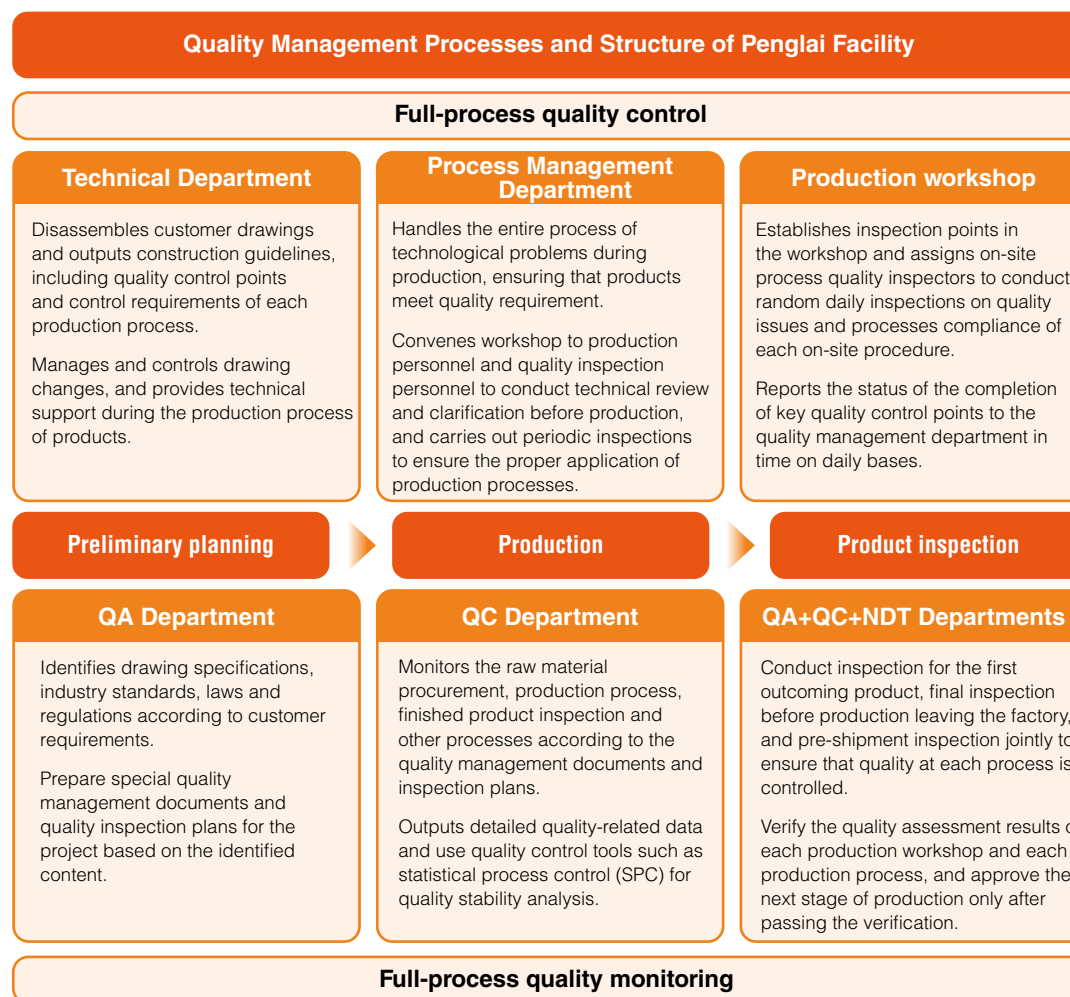 Quality Management Processes and Structure of Penglai Facility
Full-process quality control
Technical Department
Disassembles customer drawings
and outputs construction guidelines,
including quality control points
and control requirements of each
production process.
Manages and controls drawing
changes, and provides technical
support during the production process
of products.
Process Management
Department
Handles the entire process of
technological problems during
production, ensuring that products
meet quality requirement.
Convenes workshop to production
personnel and quality inspection
personnel to conduct technical review
and clarification before production,
and carries out periodic inspections
to ensure the proper application of
production processes.
Production workshop
Establishes inspection points in
the workshop and assigns on-site
process quality inspectors to conduct
random daily inspections on quality
issues and processes compliance of
each on-site procedure.
Reports the status of the completion
of key quality control points to the
quality management department in
time on daily bases.
Preliminary planning
Production
Product inspection
QA Department
Identifies drawing specifications,
industry standards, laws and
regulations according to customer
requirements.
Prepare special quality
management documents and
quality inspection plans for the
project based on the identified
content.
QC Department
Monitors the raw material
procurement, production process,
finished product inspection and
other processes according to the
quality management documents and
inspection plans.
Outputs detailed quality-related data
and use quality control tools such as
statistical process control (SPC) for
quality stability analysis.
QA+QC+NDT Departments
Conduct inspection for the first
outcoming product, final inspection
before production leaving the factory,
and pre-shipment inspection jointly to
ensure that quality at each process is
controlled.
Verify the quality assessment results
each production workshop and each
production process, and approve the
next stage of production only after
passing the verification.
Full-process quality monitoring